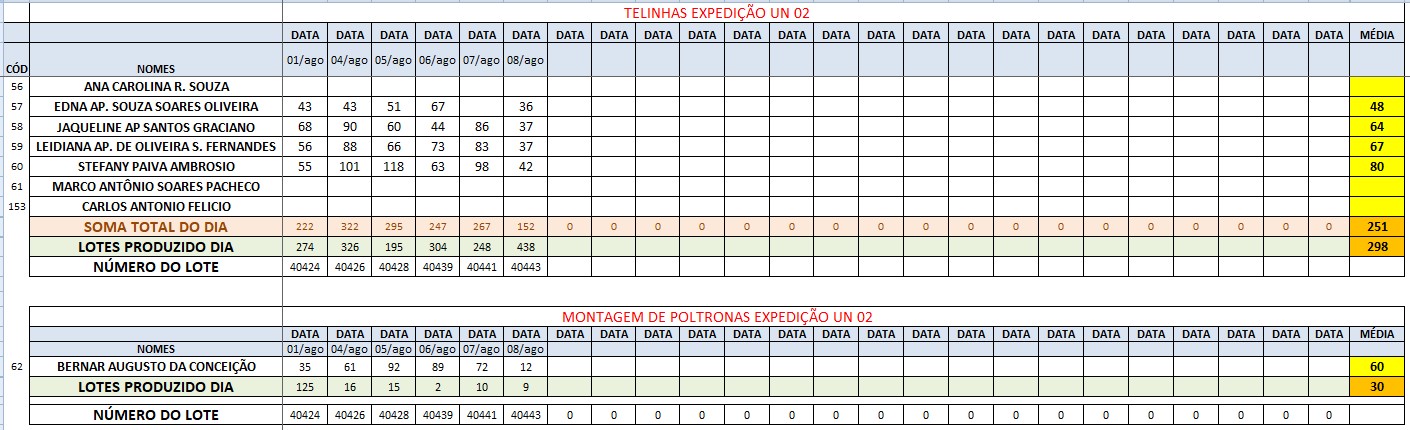 TELINHAS EXPEDIÇÃO UN 02
DATA DATA DATA DATA DATA DATA DATA DATA DATA DATA DATA DATA DATA DATA DATA DATA DATA DATA DATA DATA DATA DATA DATA DATA MÉDIA
CÓD NOMES 01/ago 04/ago 05/ago 06/ago 07/ago 08/ago
56 ANA CAROLINA R. SOUZA
57 EDNA AP. SOUZA SOARES OLIVEIRA 43 43 51 67 36 48
58 JAQUELINE AP SANTOS GRACIANO 68 90 60 44 86 37 64
59 LEIDIANA AP. DE OLIVEIRA S. FERNANDES 56 88 66 73 83 37 67
60 STEFANY PAIVA AMBROSIO 55 101 118 63 98 42 80
61 MARCO ANTÔNIO SOARES PACHECO
153 CARLOS ANTONIO FELICIO
SOMA TOTAL DO DIA 222 322 295 247 267 152 0 0 0 0 0 0 0 0 0 0 0 0 0 0 0 0 0 0 251
LOTES PRODUZIDO DIA 274 326 195 304 248 438 298
NÚMERO DO LOTE 40424 40426 40428 40439 40441 40443
MONTAGEM DE POLTRONAS EXPEDIÇÃO UN 02
DATA DATA DATA DATA DATA DATA DATA DATA DATA DATA DATA DATA DATA DATA DATA DATA DATA DATA DATA DATA DATA DATA DATA DATA MÉDIA
NOMES 01/ago 04/ago 05/ago 06/ago 07/ago 08/ago
62 BERNAR AUGUSTO DA CONCEIÇÃO 35 61 92 89 72 12 60
LOTES PRODUZIDO DIA 125 16 15 2 10 9 30
NÚMERO DO LOTE 40424 40426 40428 40439 40441 40443 0 0 0 0 0 0 0 0 0 0 0 0 0 0 0 0 0 0